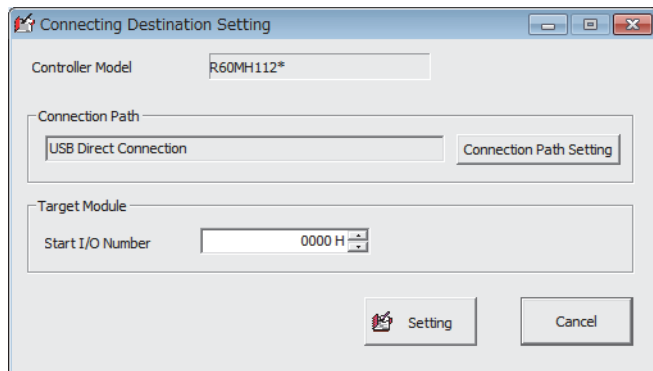 Connecting Destination Setting
Controller Model R60MH112*
Connection Path
USB Direct Connection Connection Path Setting
Target Module
Start I/O Number 0000 H
Setting Cancel